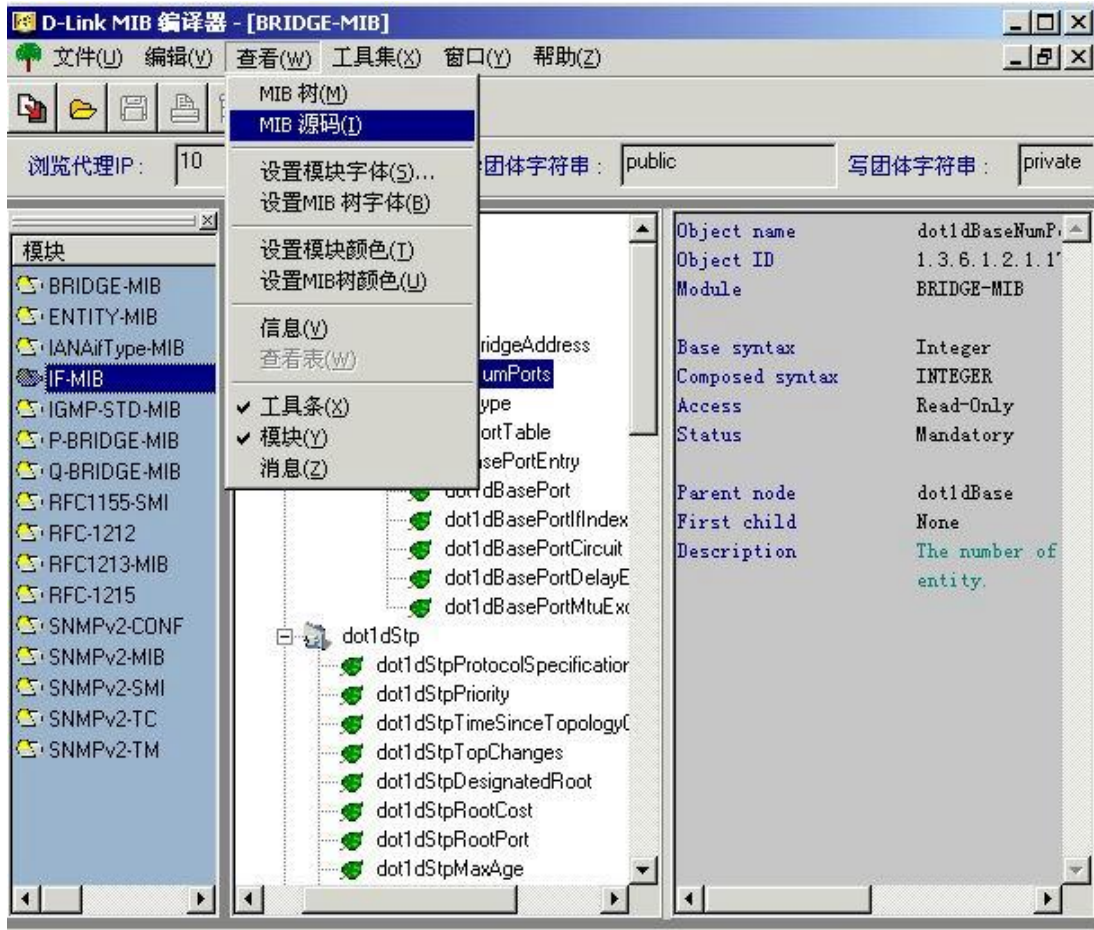 D-Link MIB 编译器 - [BRIDGE-MIB]
文件(U) 编辑(V) 查看(W) 工具集(X) 窗口(Y) 帮助(Z)
MIB 树(M)
MIB 源码(I)
设置模块字体(S)...
设置MIB 树字体(B)
设置模块颜色(T)
设置MIB树颜色(U)
信息(V)
查看表(W)
工具条(X)
模块(Y)
消息(Z)
浏览代理IP: 10 团体字符串: public 写团体字符串: private
模块
BRIDGE-MIB
ENTITY-MIB
IANAifType-MIB
IF-MIB
IGMP-STD-MIB
P-BRIDGE-MIB
Q-BRIDGE-MIB
RFC1155-SMI
RFC-1212
RFC1213-MIB
RFC-1215
SNMPv2-CONF
SNMPv2-MIB
SNMPv2-SMI
SNMPv2-TC
SNMPv2-TM
ridgeAddress
umPorts
ype
ortTable
sePortEntry
dot1dBasePort
dot1dBasePortIfIndex
dot1dBasePortCircuit
dot1dBasePortDelayE
dot1dBasePortMtuExc
dot1dStp
dot1dStpProtocolSpecification
dot1dStpPriority
dot1dStpTimeSinceTopologyC
dot1dStpTopChanges
dot1dStpDesignatedRoot
dot1dStpRootCost
dot1dStpRootPort
dot1dStpMaxAge
Object name dot1dBaseNumP
Object ID 1.3.6.1.2.1.1
Module BRIDGE-MIB
Base syntax Integer
Composed syntax INTEGER
Access Read-Only
Status Mandatory
Parent node dot1dBase
First child None
Description The number of
entity.